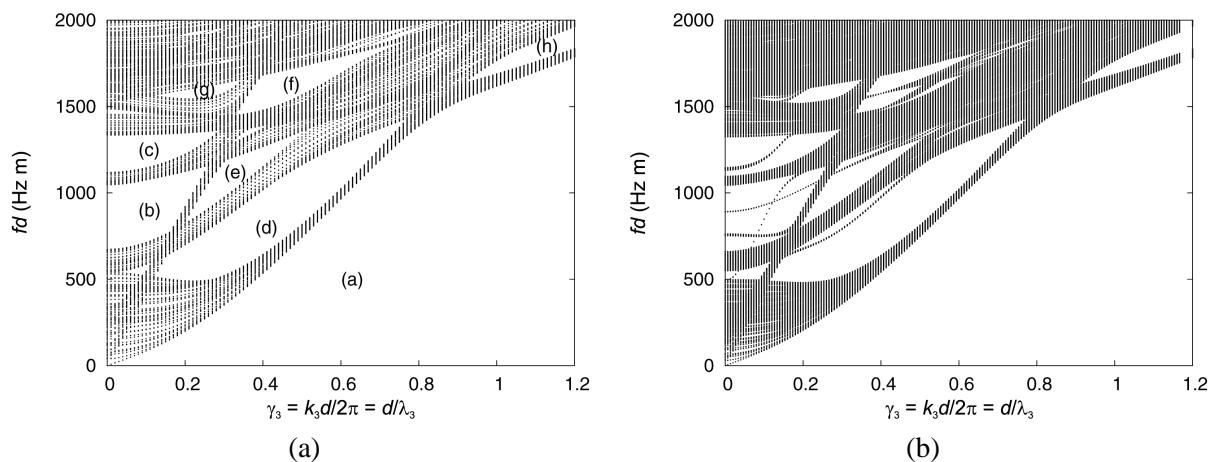 2000
1500
1000
500
0
fd (Hz m)
(g)
(f)
(h)
(c)
(e)
(b)
(d)
(a)
0 0.2 0.4 0.6 0.8 1 1.2
γ₃ = k₃d/2π = d/λ₃
(a)
2000
1500
1000
500
0
fd (Hz m)
0 0.2 0.4 0.6 0.8 1 1.2
γ₃ = k₃d/2π = d/λ₃
(b)